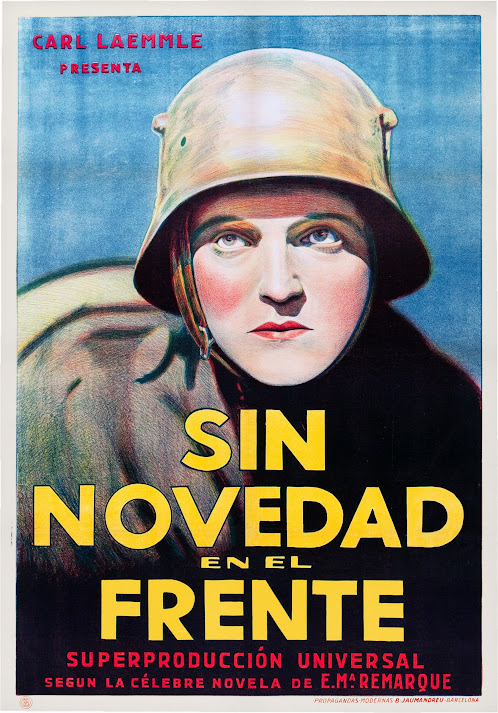 CARL LAEMMLE
PRESENTA
SIN
NOVEDAD
EN EL
FRENTE
SUPERPRODUCCIÓN UNIVERSAL
SEGUN LA CÉLEBRE NOVELA DE E.Mª. REMARQUE
PROPAGANDAS-MODERNAS B. JAUMANDREU-BARCELONA